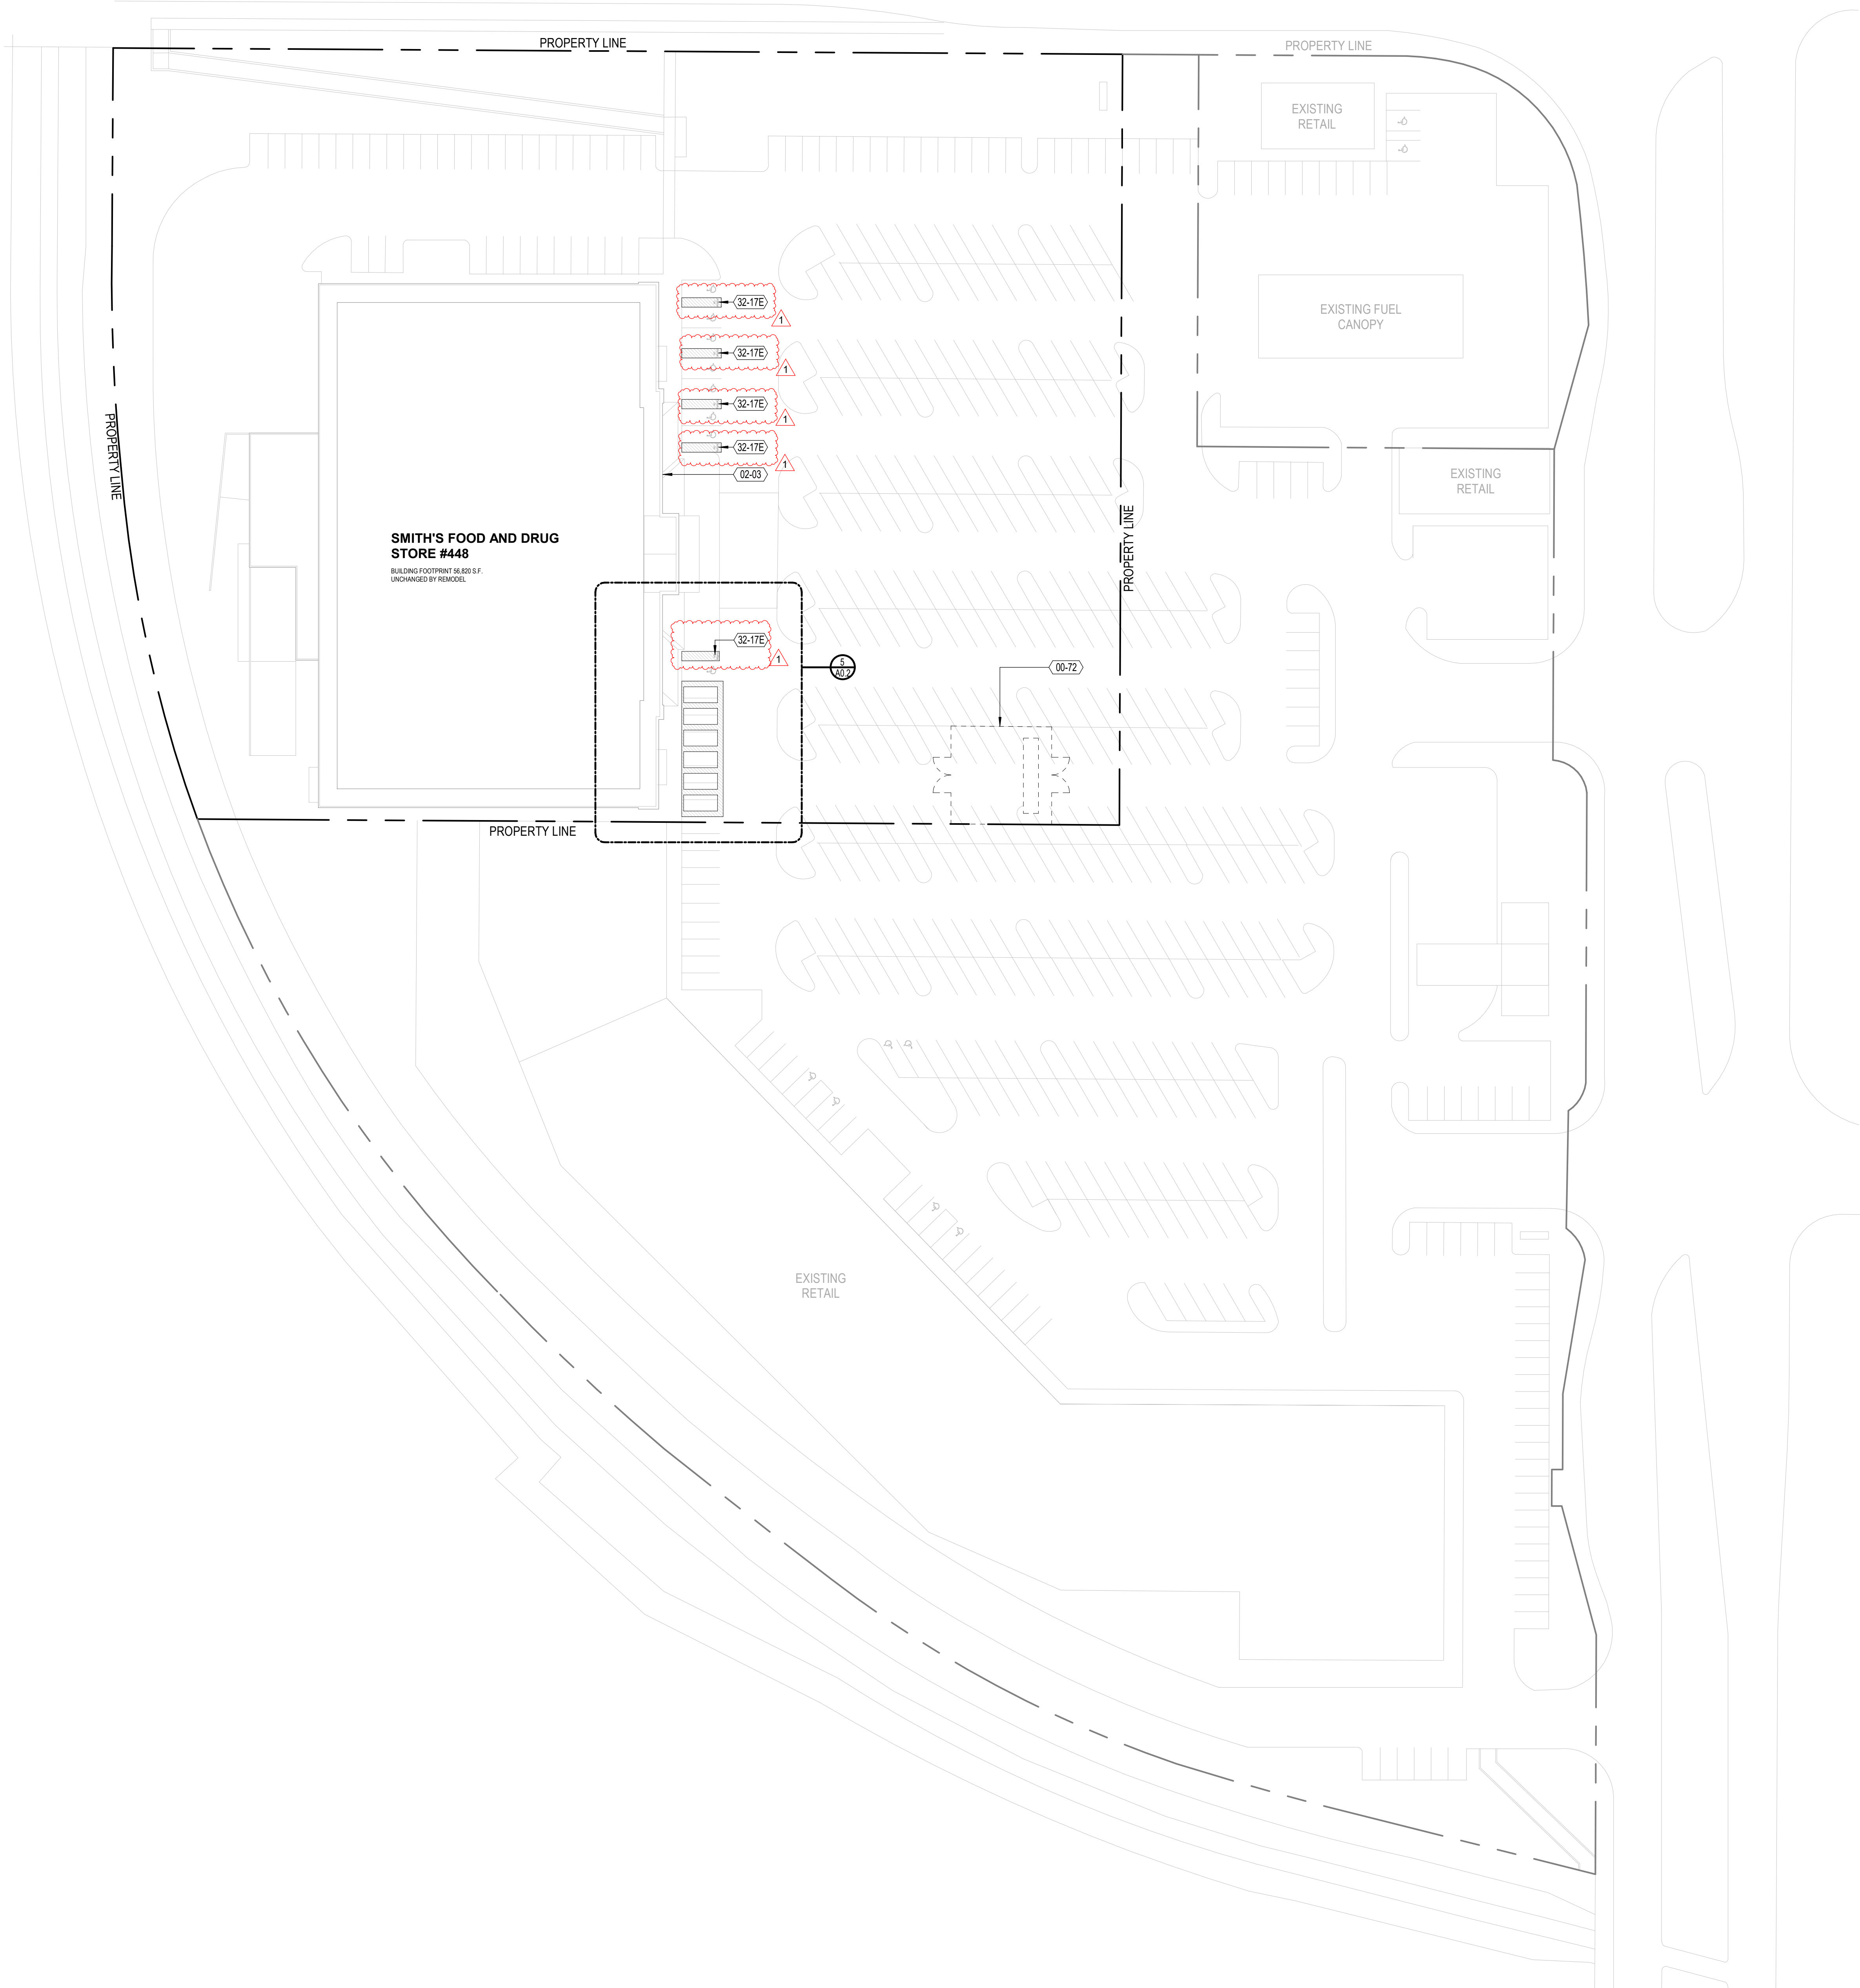 PROPERTY LINE
PROPERTY LINE
EXISTING
RETAIL
32-17E
1
EXISTING FUEL
CANOPY
32-17E
1
32-17E
1
32-17E
1
02-03
PROPERTY LINE
EXISTING
RETAIL
PROPERTY LINE
SMITH'S FOOD AND DRUG
STORE #448
BUILDING FOOTPRINT 56,820 S.F.
UNCHANGED BY REMODEL
32-17E
1
5
A0.2
00-72
PROPERTY LINE
EXISTING
RETAIL